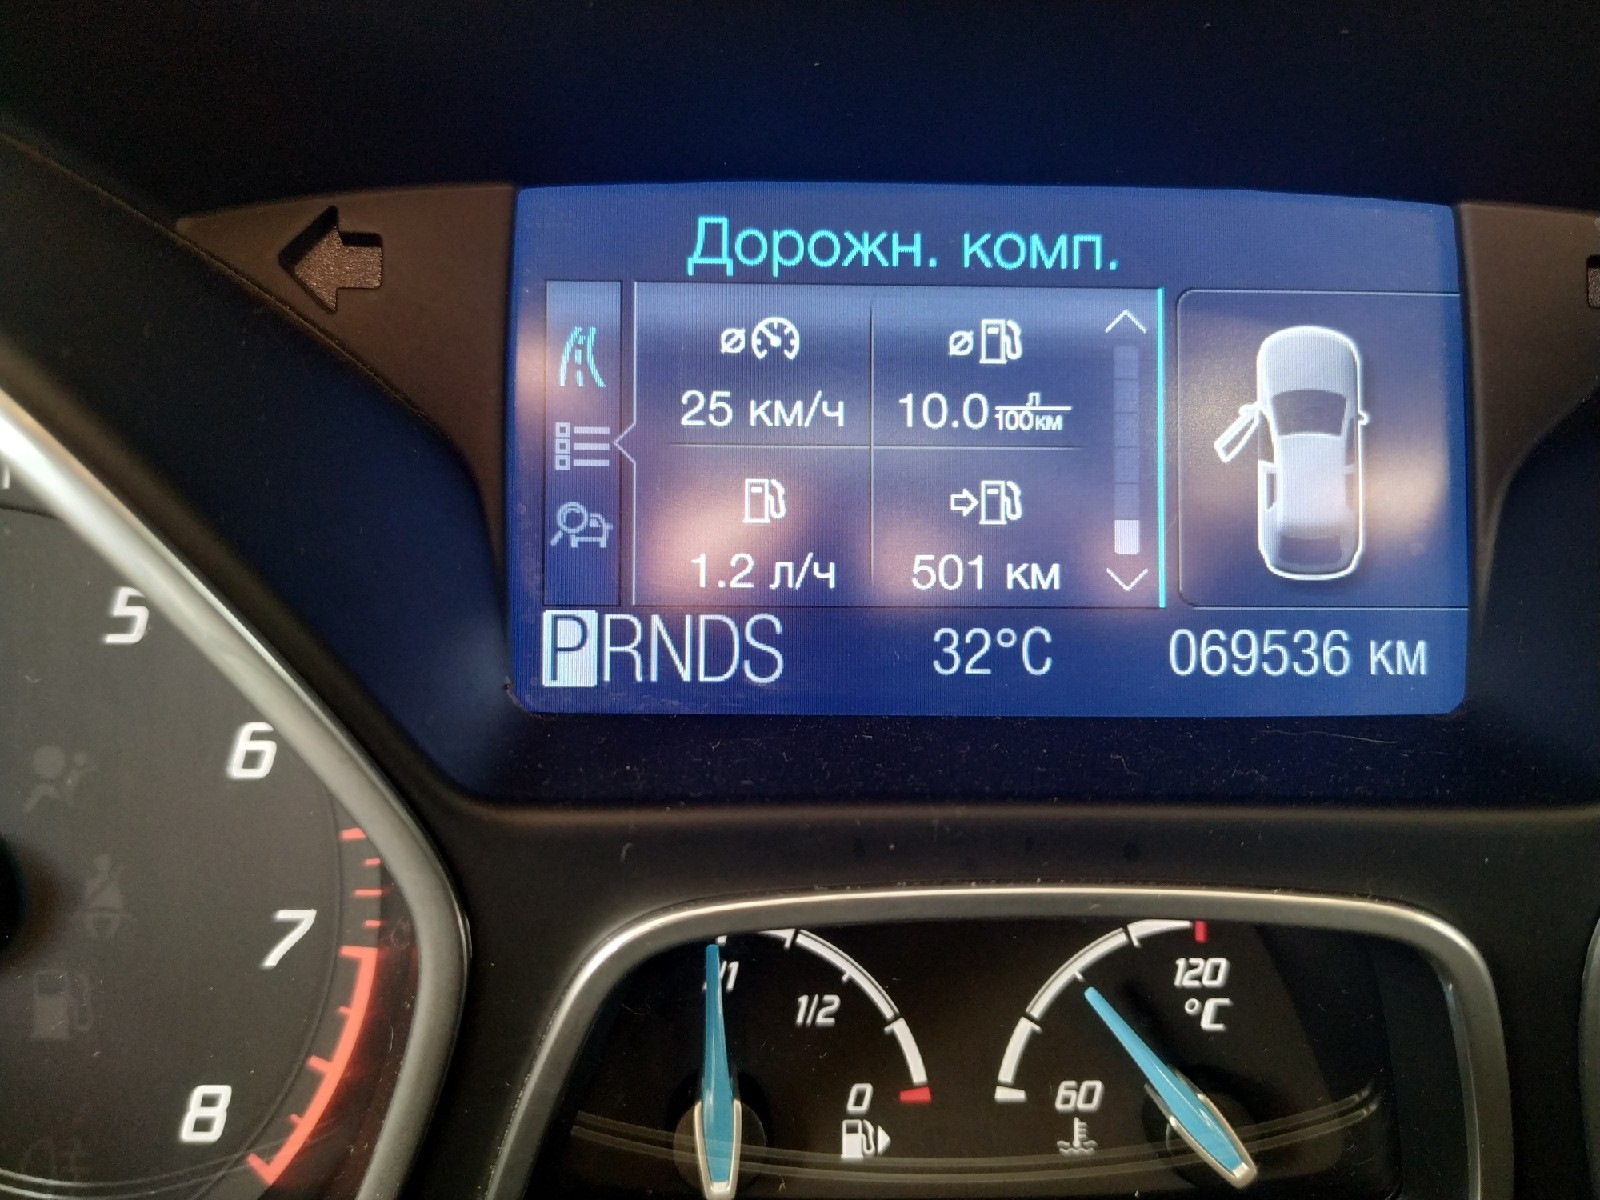 Дорожн. комп.
25 км/ч
10.0 л/100км
1.2 л/ч
501 км
PRNDS
32°C
069536 км
5
6
7
8
1/1
1/2
0
120
°C
60